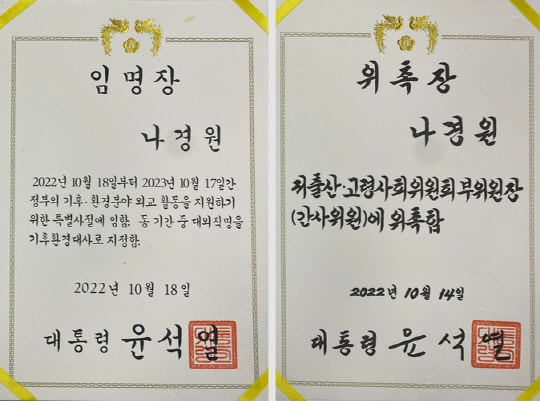 임명장
나경원
2022년 10월 18일부터 2023년 10월 17일간
정부의 기후·환경분야 외교 활동을 지원하기
위한 특별사절에 임함. 동 기간 중 대외직명을
기후환경대사로 지정함.
2022년 10월 18일
대통령 윤석열
위촉장
나경원
저출산·고령사회위원회 부위원장
(간사위원)에 위촉함
2022년 10월 14일
대통령 윤석열